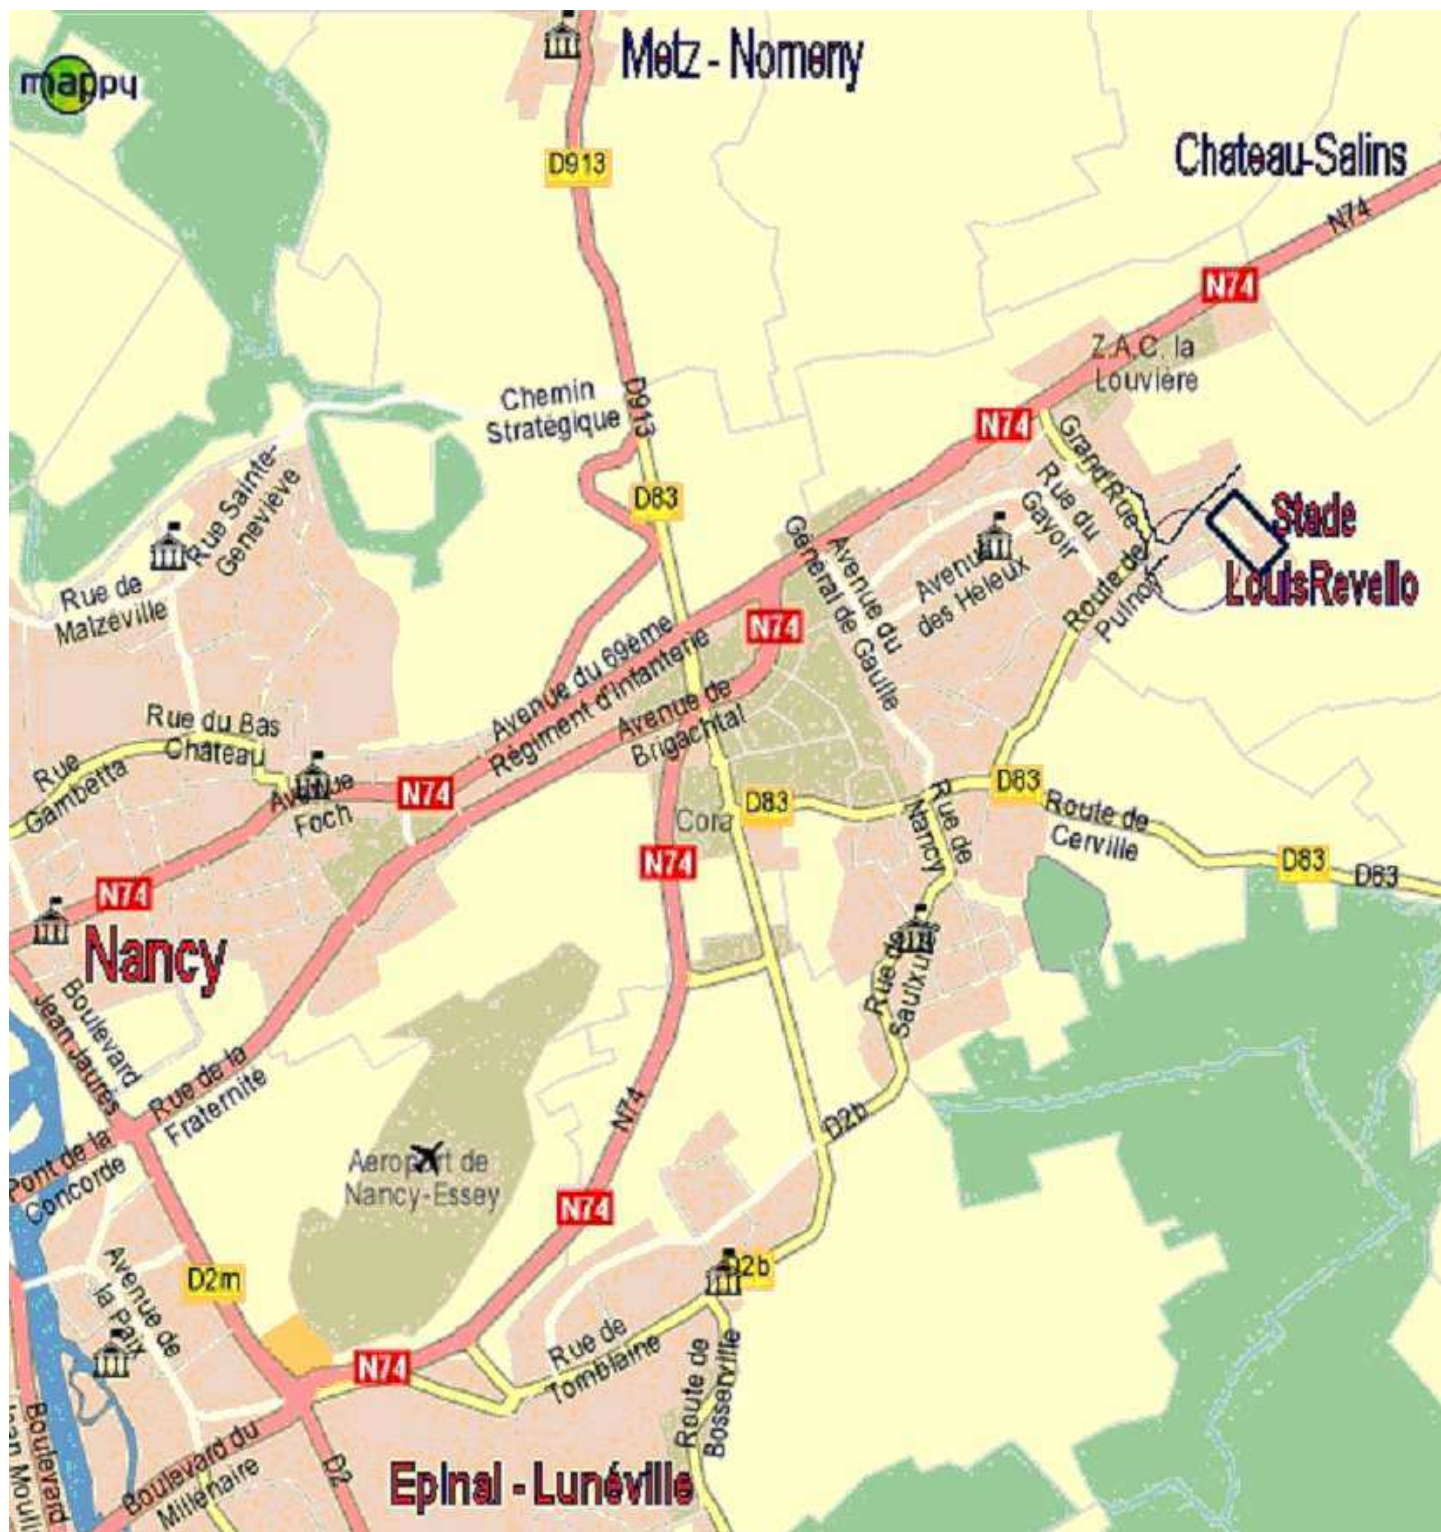 Metz - Nomeny
mappy
Chateau-Salins
D913
N74
N74
Z.A.C. la
Louvière
Chemin
Stratégique
D913
N74
Grand'Rue
Rue Sainte-
Geneviève
D83
Rue du
Gayoir
Stade
LouisRevello
Avenue
des Héleux
Route de
Pulnoy
Rue de
Malzéville
Avenue du
Général de Gaulle
N74
Avenue du 69ème
Régiment d'Infanterie
Avenue de
Brigachtal
Rue du Bas
Château
Rue
Gambetta
Avenue
Foch
N74
D83
D83
Route de
Cerville
Cora
Rue de
Nancy
N74
D83
D83
N74
Nancy
Rue de
Boulevard
Jean Jaurès
Rue de la
Fraternité
N74
D2b
Pont de la
Concorde
Aéroport de
Nancy-Essey
N74
D2m
D2b
Avenue de
la Paix
N74
Rue de
Tomblaine
Route de
Bosserville
Boulevard
Boulevard du
Millénaire
D2
Epinal - Lunéville